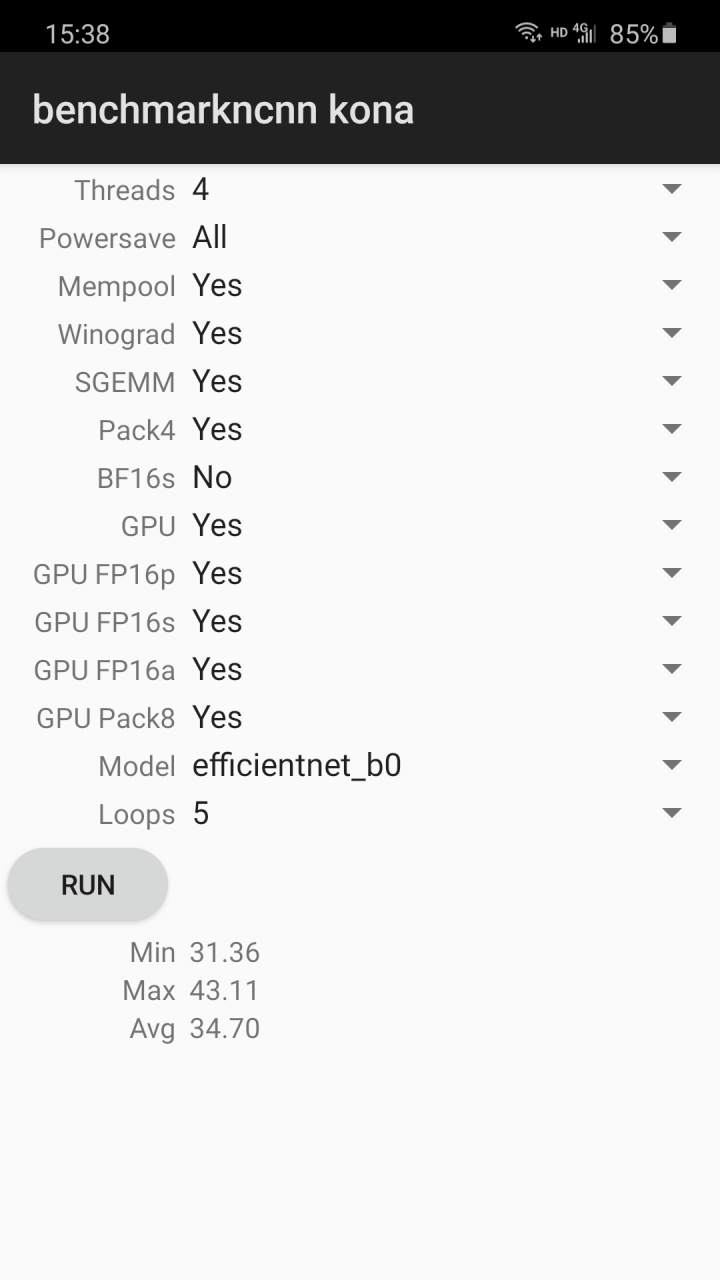 15:38 HD 4G 85%
benchmarkncnn kona
Threads 4
Powersave All
Mempool Yes
Winograd Yes
SGEMM Yes
Pack4 Yes
BF16s No
GPU Yes
GPU FP16p Yes
GPU FP16s Yes
GPU FP16a Yes
GPU Pack8 Yes
Model efficientnet_b0
Loops 5
RUN
Min 31.36
Max 43.11
Avg 34.70